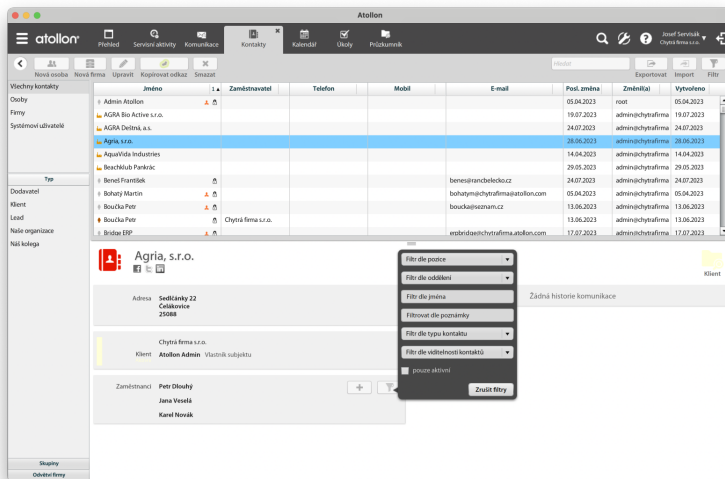 Atollon
atollon
Přehled
Servisní aktivity
Komunikace
Kontakty
Kalendář
Úkoly
Průzkumník
Josef Servisák
Chytrá firma s.r.o.
Nová osoba
Nová firma
Upravit
Kopírovat odkaz
Smazat
Hledat
Exportovat
Import
Filtr
Všechny kontakty
Osoby
Firmy
Systémoví uživatelé
Typ
Dodavatel
Klient
Lead
Naše organizace
Náš kolega
Skupiny
Odvětví firmy
Jméno 1 Zaměstnavatel Telefon Mobil E-mail Posl. změna Změnil(a) Vytvořeno
Admin Atollon 05.04.2023 root 05.04.2023
AGRA Bio Active s.r.o. 19.07.2023 admin@chytrafirma 19.07.2023
AGRA Deštná, a.s. 24.07.2023 admin@chytrafirma 24.07.2023
Agria, s.r.o. 28.06.2023 admin@chytrafirma 28.06.2023
AquaVida Industries 14.04.2023 admin@chytrafirma 14.04.2023
Beachklub Pankrác 29.05.2023 admin@chytrafirma 29.05.2023
Beneš František benes@rancbelecko.cz 24.07.2023 admin@chytrafirma 24.07.2023
Bohatý Martin bohatym@chytrafirma@atollon.com 05.04.2023 admin@chytrafirma 05.04.2023
Boučka Petr boucka@seznam.cz 13.06.2023 admin@chytrafirma 13.06.2023
Boučka Petr Chytrá firma s.r.o. 13.06.2023 admin@chytrafirma 13.06.2023
Bridge ERP erpbridge@chytrafirma.atollon.com 17.07.2023 admin@chytrafirma 17.07.2023
Agria, s.r.o.
Klient
Adresa Sedlčánky 22
Čelákovice
25088
Chytrá firma s.r.o.
Klient Atollon Admin Vlastník subjektu
Zaměstnanci Petr Dlouhý
Jana Veselá
Karel Novák
Filtr dle pozice
Filtr dle oddělení
Filtr dle jména
Filtrovat dle poznámky
Filtr dle typu kontaktu
Filtr dle viditelnosti kontaktů
pouze aktivní
Zrušit filtry
Žádná historie komunikace